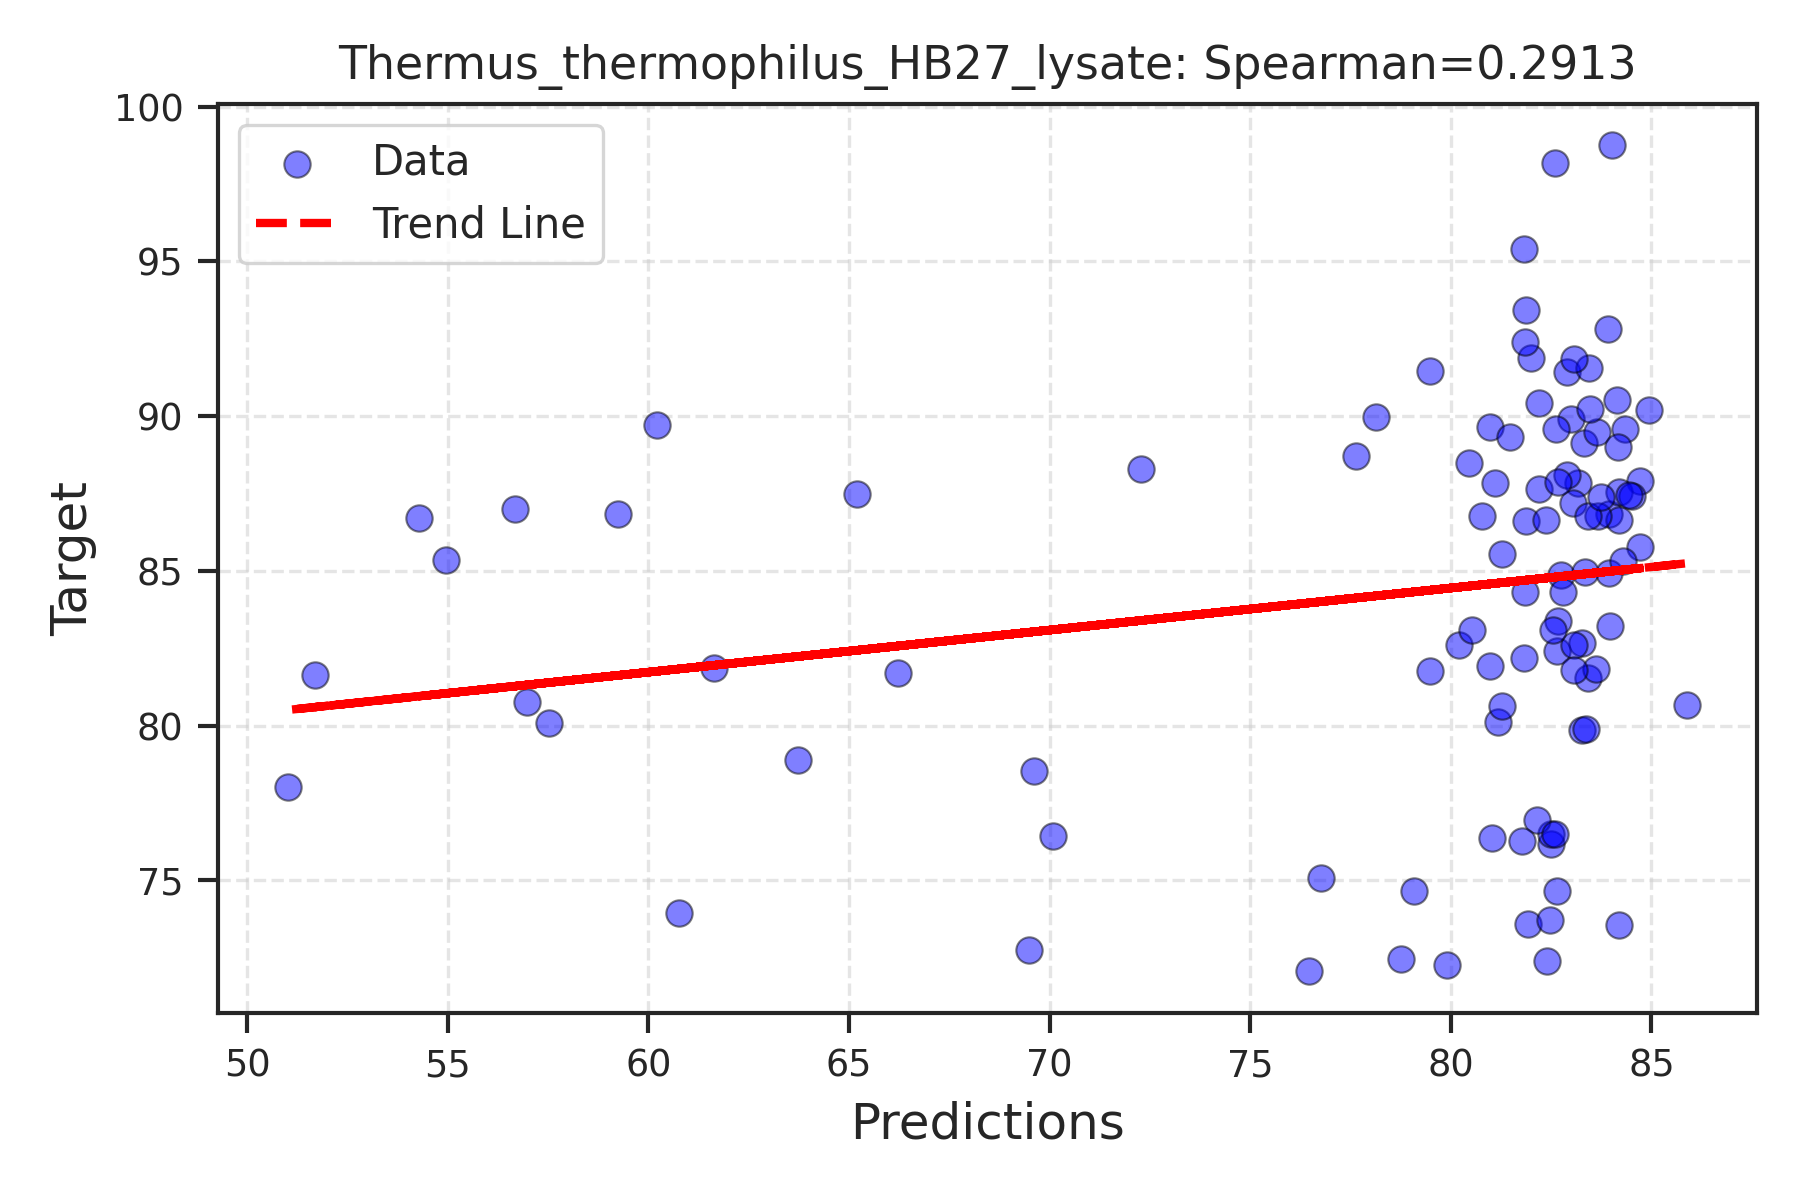 Thermus_thermophilus_HB27_lysate: Spearman=0.2913
Data
Trend Line
100
95
90
85
80
75
Target
50
55
60
65
70
75
80
85
Predictions